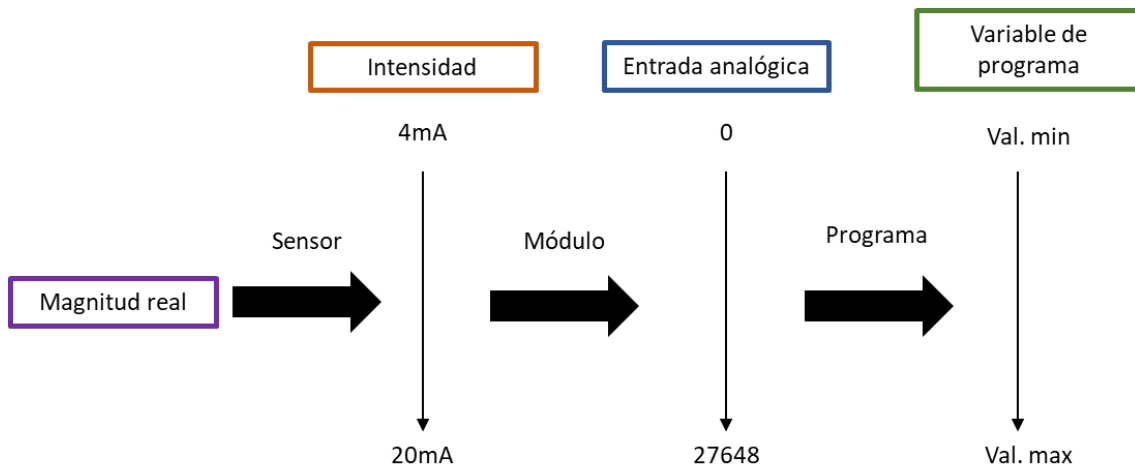 Intensidad
Entrada analógica
Variable de
programa
4mA
0
Val. min
Sensor
Módulo
Programa
Magnitud real
20mA
27648
Val. max